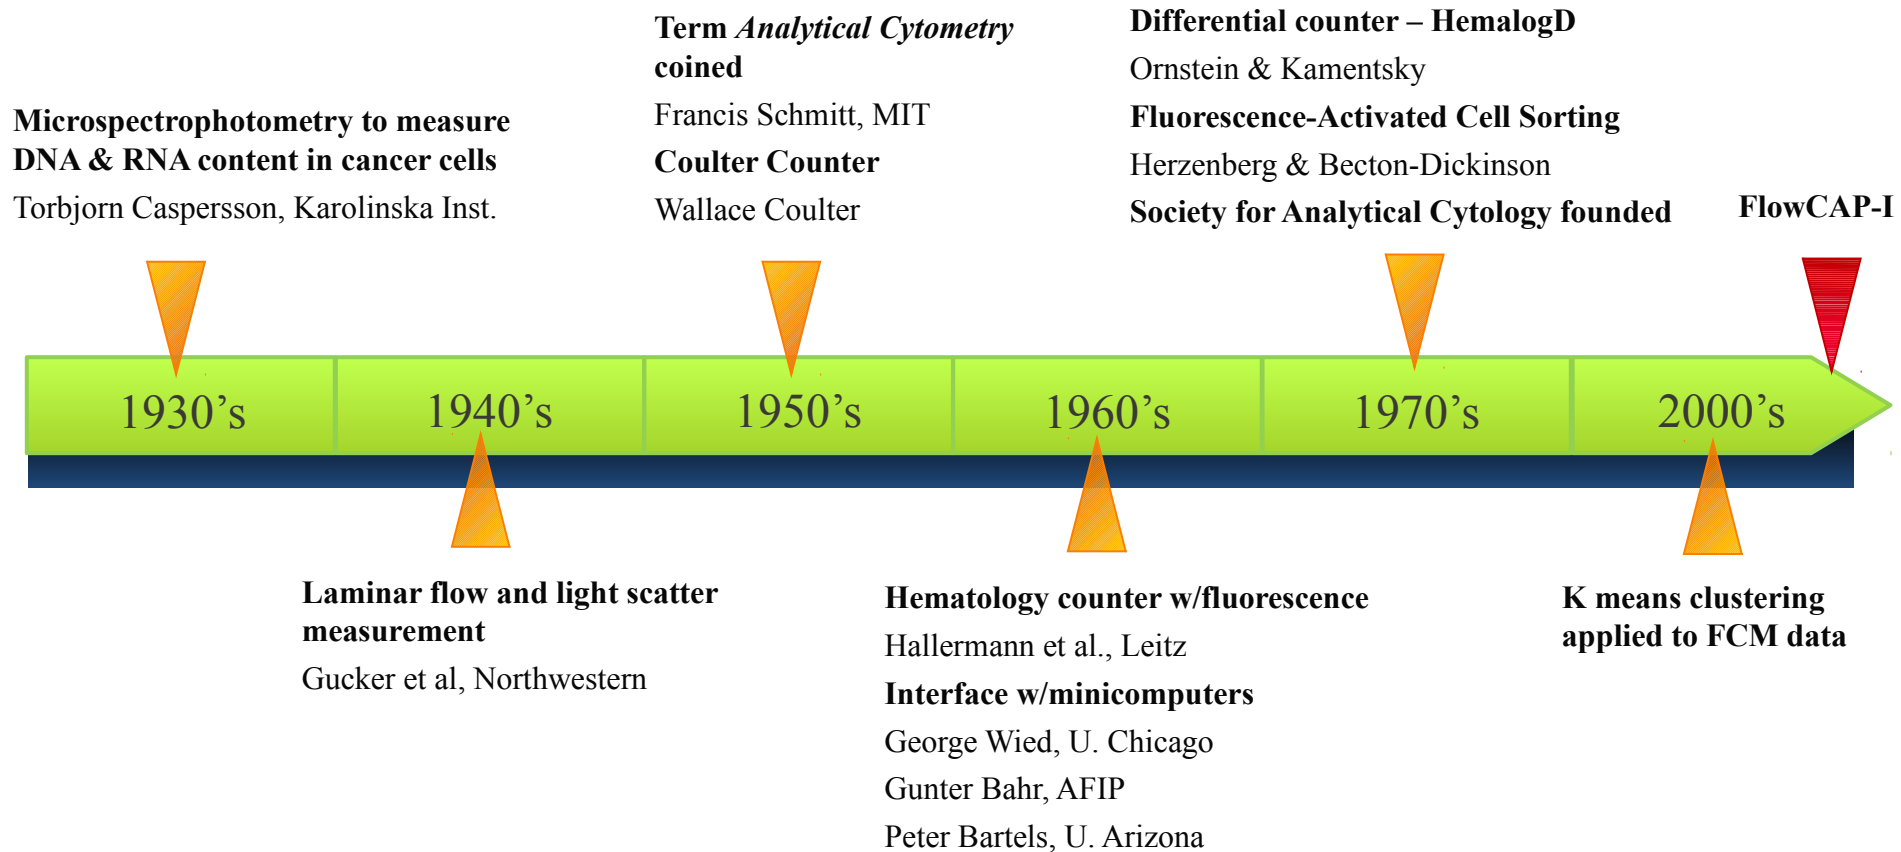 Microspectrophotometry to measure
DNA & RNA content in cancer cells
Torbjorn Caspersson, Karolinska Inst.
Term Analytical Cytometry
coined
Francis Schmitt, MIT
Coulter Counter
Wallace Coulter
Differential counter – HemalogD
Ornstein & Kamentsky
Fluorescence-Activated Cell Sorting
Herzenberg & Becton-Dickinson
Society for Analytical Cytology founded
FlowCAP-I
1930’s
1940’s
1950’s
1960’s
1970’s
2000’s
Laminar flow and light scatter
measurement
Gucker et al, Northwestern
Hematology counter w/fluorescence
Hallermann et al., Leitz
Interface w/minicomputers
George Wied, U. Chicago
Gunter Bahr, AFIP
Peter Bartels, U. Arizona
K means clustering
applied to FCM data